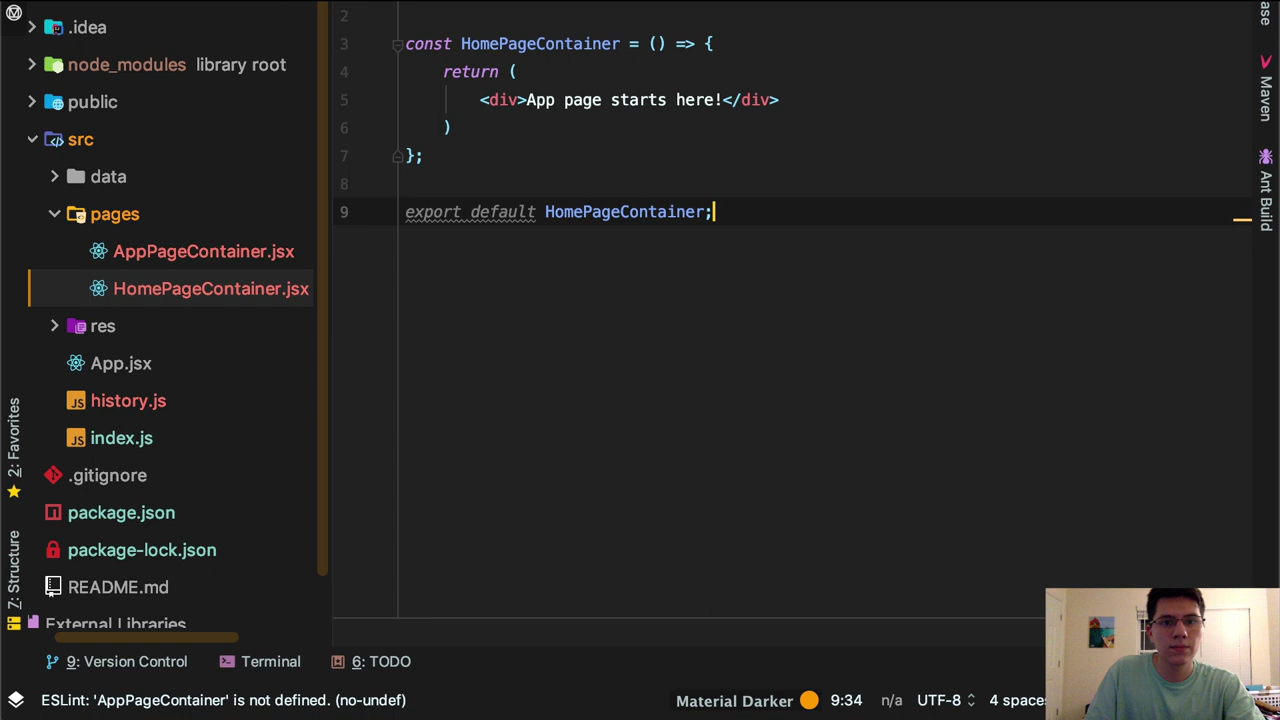 .idea
node_modules library root
public
src
data
pages
AppPageContainer.jsx
HomePageContainer.jsx
res
App.jsx
JS history.js
JS index.js
.gitignore
package.json
package-lock.json
README.md
External Libraries
2: Favorites
7: Structure
2
3 const HomePageContainer = () => {
4 return (
5 <div>App page starts here!</div>
6 )
7 };
8
9 export default HomePageContainer;
ase
Maven
Ant Build
9: Version Control
Terminal
6: TODO
ESLint: 'AppPageContainer' is not defined. (no-undef)
Material Darker
9:34
n/a
UTF-8
4 spaces